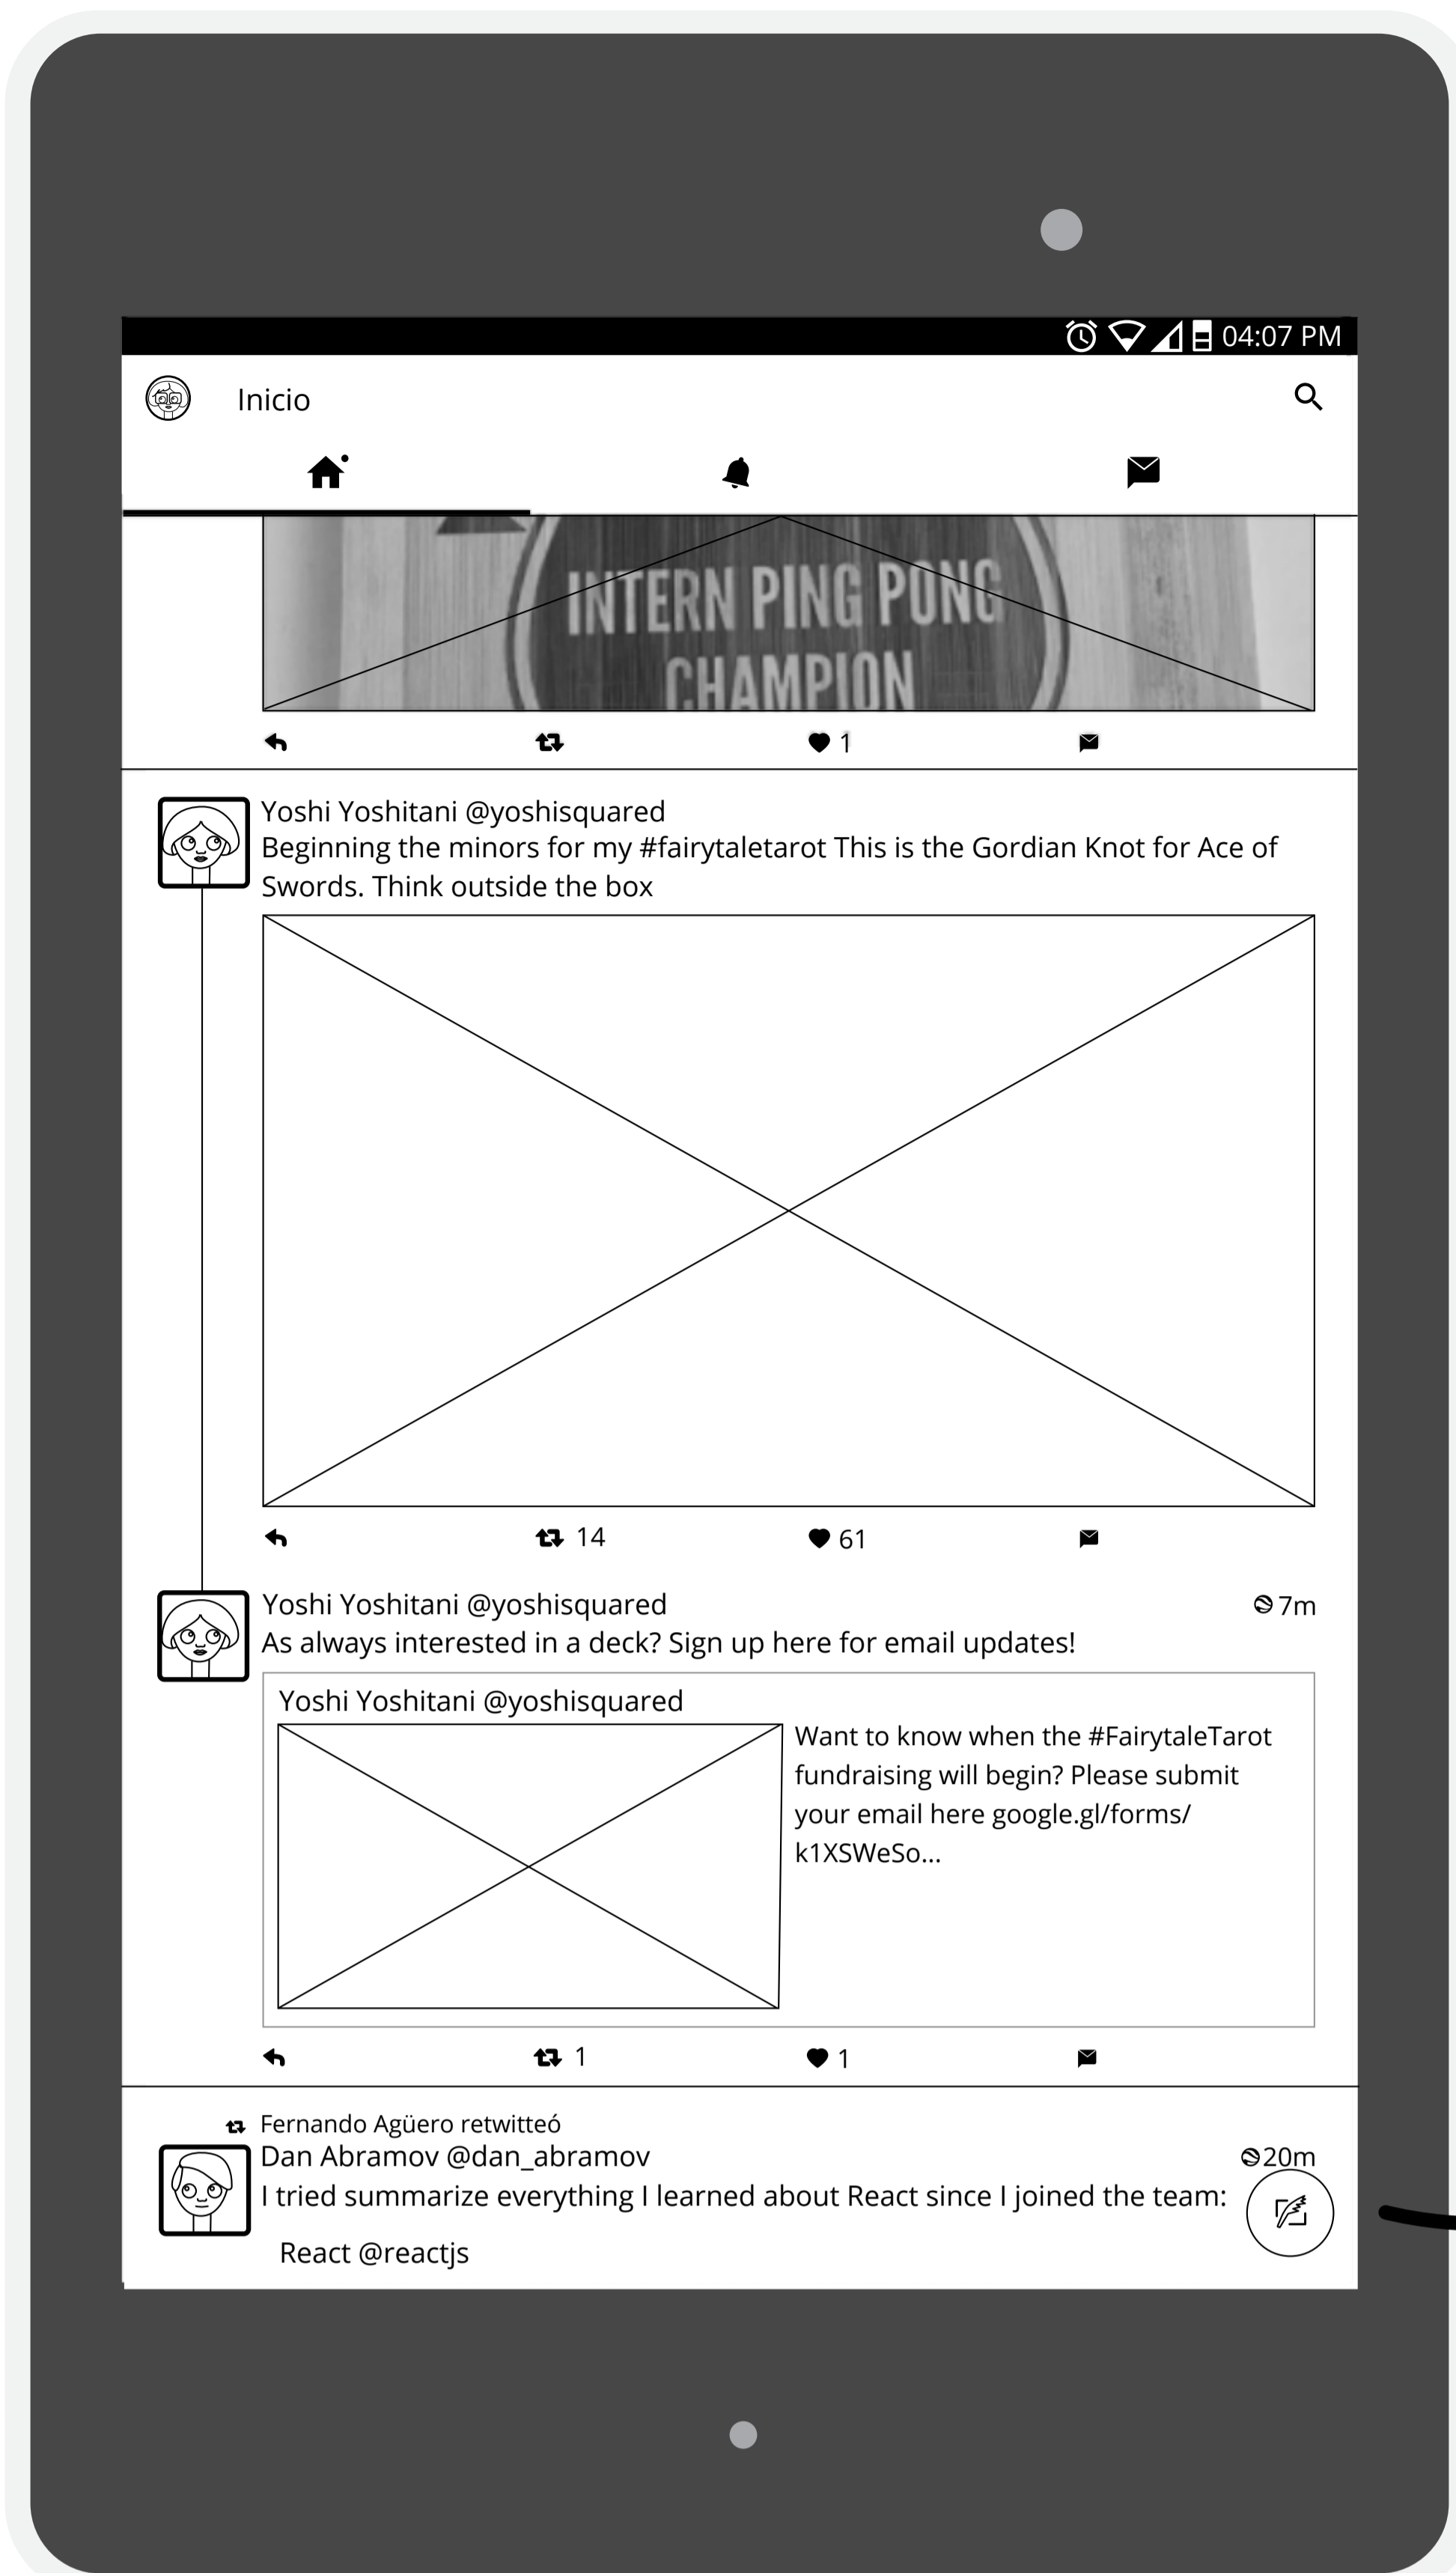 04:07 PM
Inicio
INTERN PING PONG
CHAMPION
1
Yoshi Yoshitani @yoshisquared
Beginning the minors for my #fairytaletarot This is the Gordian Knot for Ace of
Swords. Think outside the box
14 61
Yoshi Yoshitani @yoshisquared 7m
As always interested in a deck? Sign up here for email updates!
Yoshi Yoshitani @yoshisquared
Want to know when the #FairytaleTarot
fundraising will begin? Please submit
your email here google.gl/forms/
k1XSWeSo...
1 1
Fernando Agüero retwitteó
Dan Abramov @dan_abramov 20m
I tried summarize everything I learned about React since I joined the team:
React @reactjs